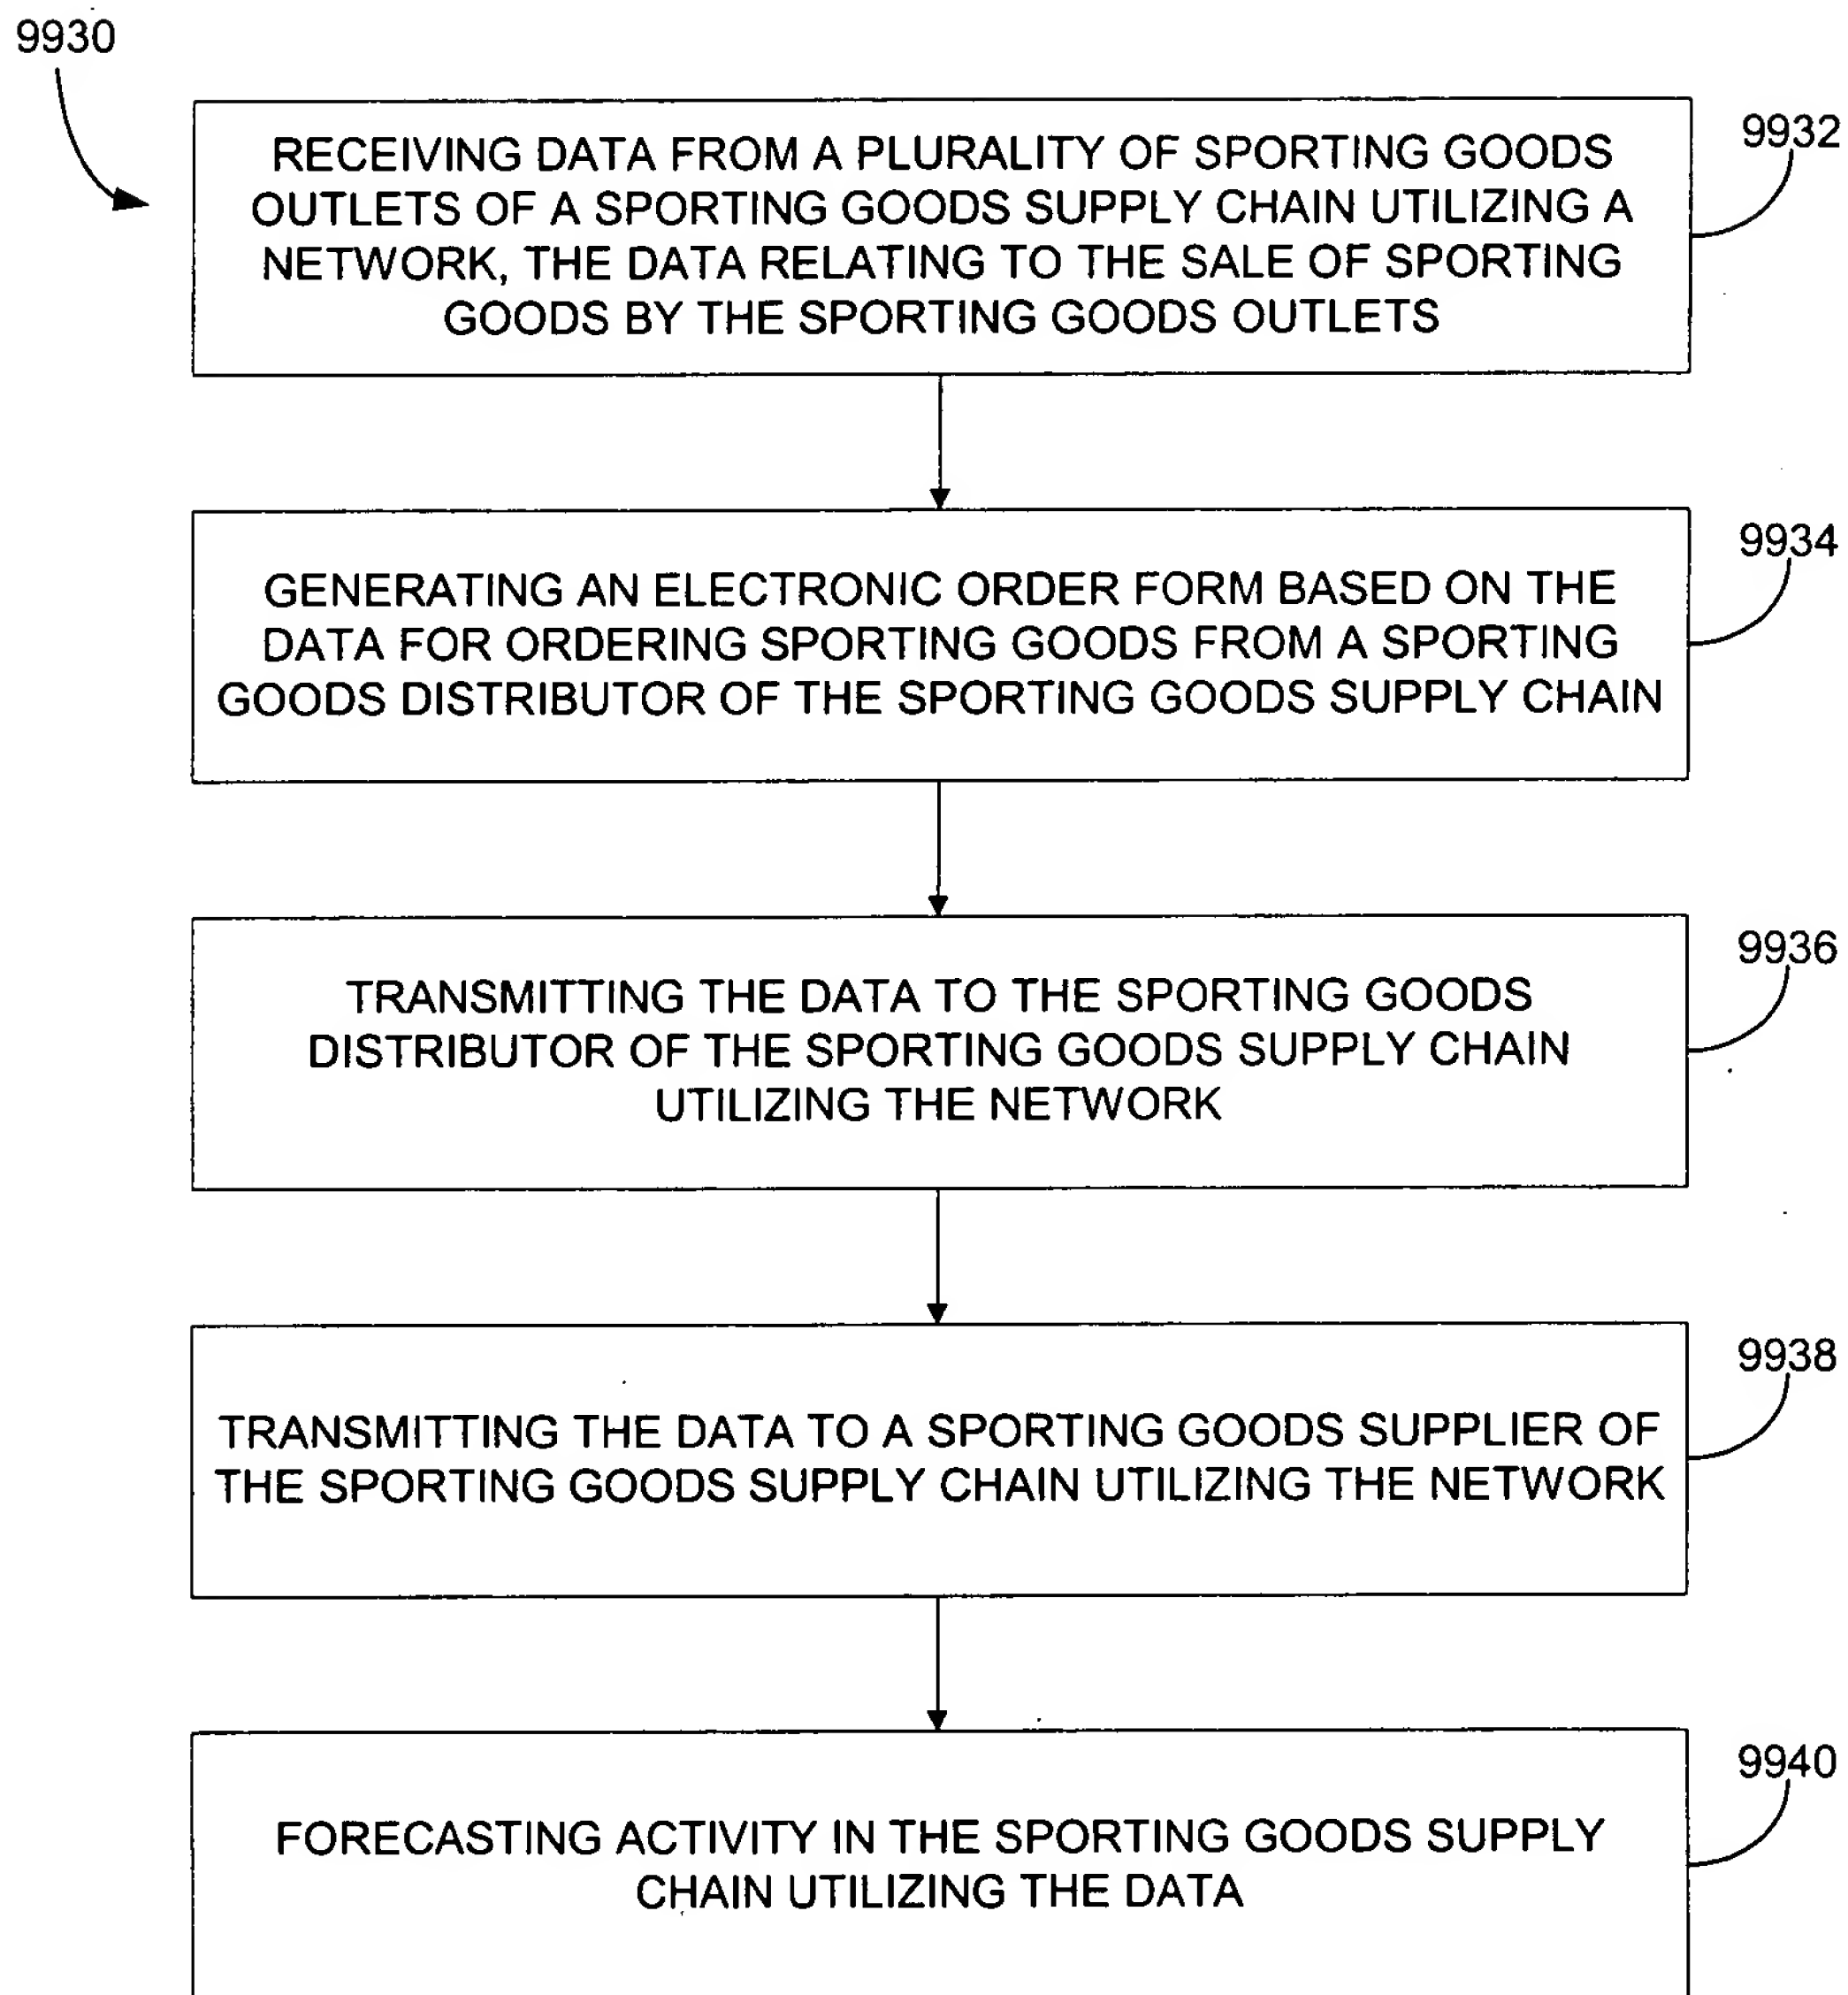 9930
RECEIVING DATA FROM A PLURALITY OF SPORTING GOODS
OUTLETS OF A SPORTING GOODS SUPPLY CHAIN UTILIZING A
NETWORK, THE DATA RELATING TO THE SALE OF SPORTING
GOODS BY THE SPORTING GOODS OUTLETS
9932
GENERATING AN ELECTRONIC ORDER FORM BASED ON THE
DATA FOR ORDERING SPORTING GOODS FROM A SPORTING
GOODS DISTRIBUTOR OF THE SPORTING GOODS SUPPLY CHAIN
9934
TRANSMITTING THE DATA TO THE SPORTING GOODS
DISTRIBUTOR OF THE SPORTING GOODS SUPPLY CHAIN
UTILIZING THE NETWORK
9936
TRANSMITTING THE DATA TO A SPORTING GOODS SUPPLIER OF
THE SPORTING GOODS SUPPLY CHAIN UTILIZING THE NETWORK
9938
FORECASTING ACTIVITY IN THE SPORTING GOODS SUPPLY
CHAIN UTILIZING THE DATA
9940